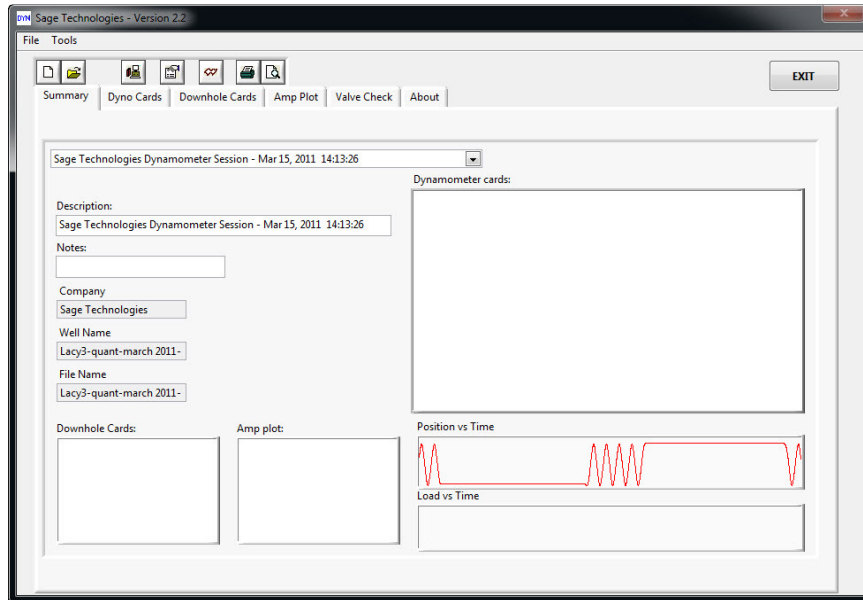 DYN Sage Technologies - Version 2.2
File Tools
EXIT
Summary Dyno Cards Downhole Cards Amp Plot Valve Check About
Sage Technologies Dynamometer Session - Mar 15, 2011 14:13:26
Dynamometer cards:
Description:
Sage Technologies Dynamometer Session - Mar 15, 2011 14:13:26
Notes:
Company
Sage Technologies
Well Name
Lacy3-quant-march 2011-
File Name
Lacy3-quant-march 2011-
Downhole Cards:
Amp plot:
Position vs Time
Load vs Time